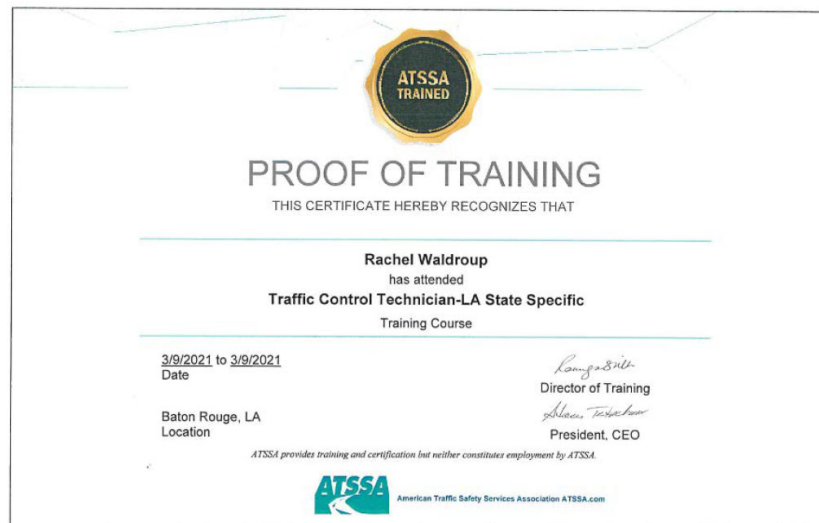 ATSSA
TRAINED
PROOF OF TRAINING
THIS CERTIFICATE HEREBY RECOGNIZES THAT
Rachel Waldroup
has attended
Traffic Control Technician-LA State Specific
Training Course
3/9/2021 to 3/9/2021
Date
Director of Training
Baton Rouge, LA
Location
President, CEO
ATSSA provides training and certification but neither constitutes employment by ATSSA.
ATSSA
American Traffic Safety Services Association ATSSA.com